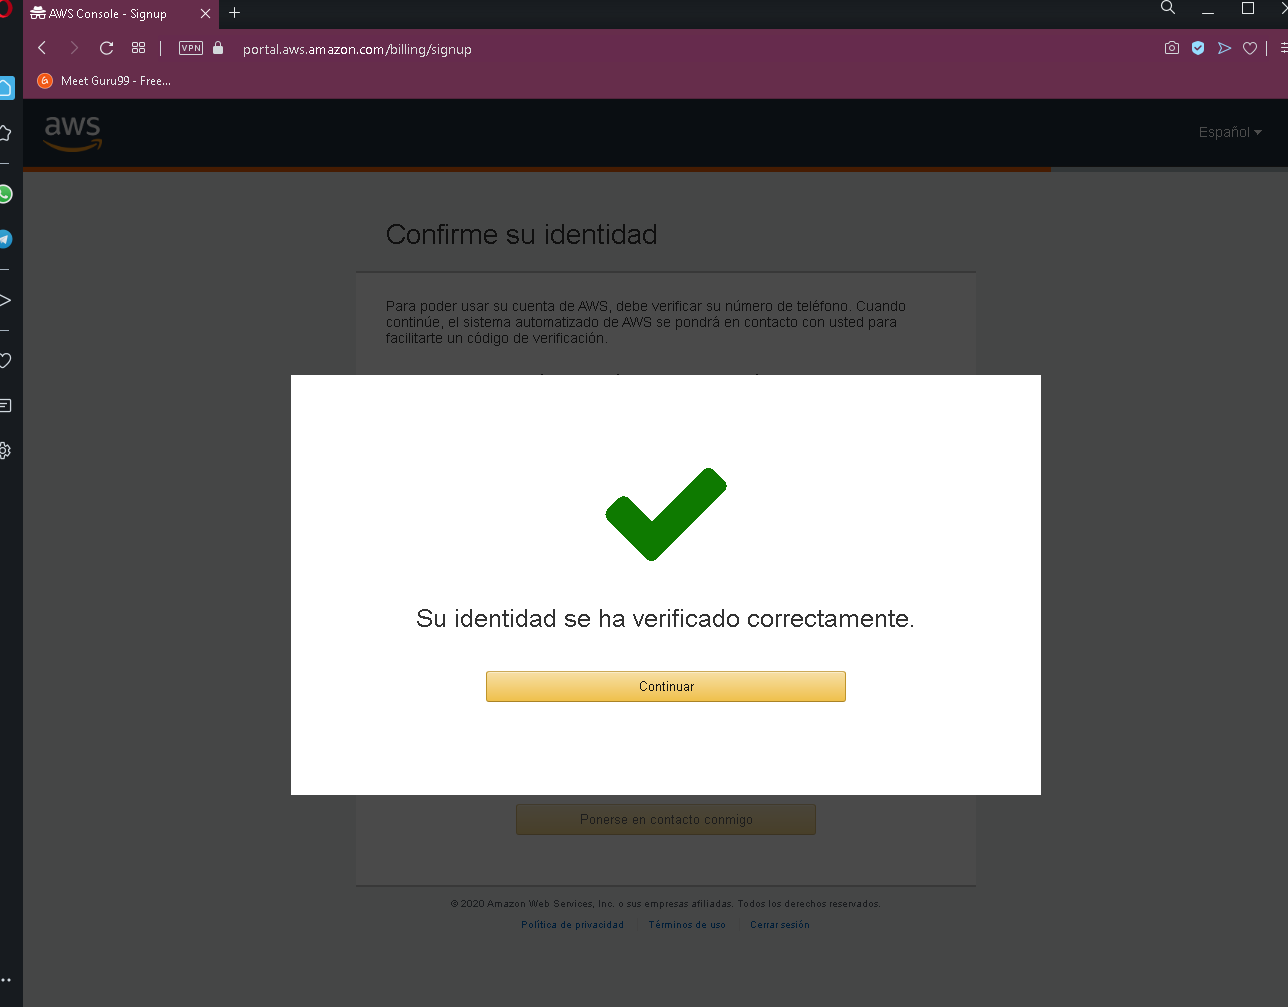 AWS Console - Signup
VPN
portal.aws.amazon.com/billing/signup
Meet Guru99 - Free...
aws
Español
Confirme su identidad
Para poder usar su cuenta de AWS, debe verificar su número de teléfono. Cuando
continúe, el sistema automatizado de AWS se pondrá en contacto con usted para
facilitarte un código de verificación.
Su identidad se ha verificado correctamente.
Continuar
Ponerse en contacto conmigo
© 2020 Amazon Web Services, Inc. o sus empresas afiliadas. Todos los derechos reservados.
Política de privacidad | Términos de uso | Cerrar sesión